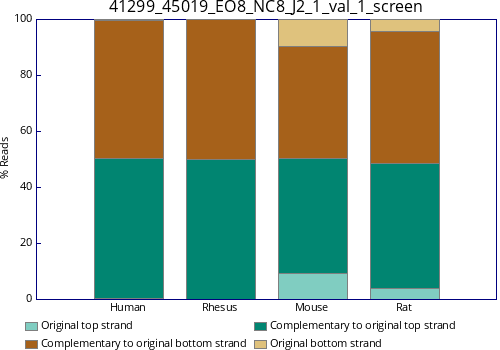 41299_45019_EO8_NC8_J2_1_val_1_screen
100
80
60
40
20
0
% Reads
Human Rhesus Mouse Rat
Original top strand Complementary to original top strand
Complementary to original bottom strand Original bottom strand